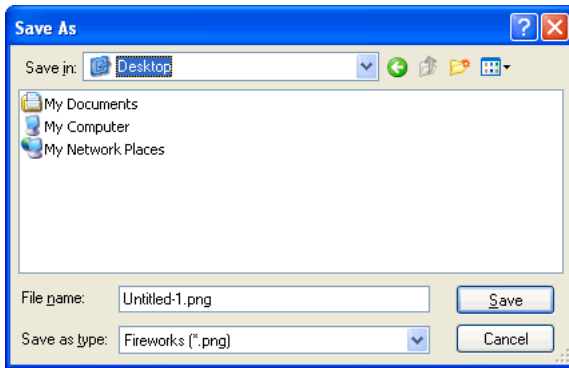 Save As
Save in: Desktop
My Documents
My Computer
My Network Places
File name: Untitled-1.png Save
Save as type: Fireworks (*.png) Cancel